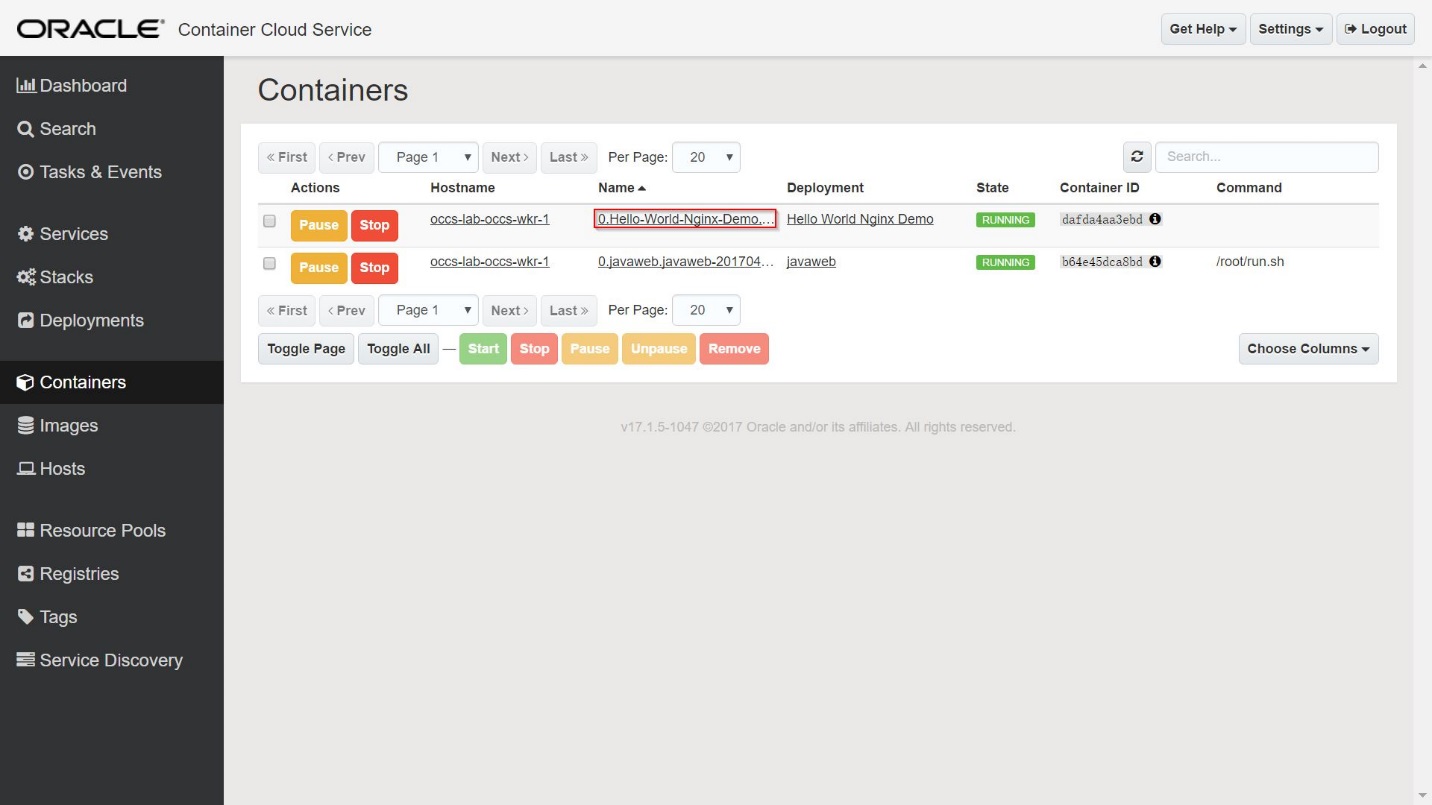 ORACLE Container Cloud Service
Get Help Settings Logout
Dashboard
Search
Tasks & Events
Services
Stacks
Deployments
Containers
Images
Hosts
Resource Pools
Registries
Tags
Service Discovery
Containers
« First ‹ Prev Page 1 Next › Last » Per Page: 20 Search...
Actions Hostname Name Deployment State Container ID Command
Pause Stop occs-lab-occs-wkr-1 0.Hello-World-Nginx-Demo.... Hello World Nginx Demo RUNNING dafda4aa3ebd
Pause Stop occs-lab-occs-wkr-1 0.javaweb.javaweb-201704... javaweb RUNNING b64e45dca8bd /root/run.sh
« First ‹ Prev Page 1 Next › Last » Per Page: 20
Toggle Page Toggle All — Start Stop Pause Unpause Remove Choose Columns
v17.1.5-1047 ©2017 Oracle and/or its affiliates. All rights reserved.